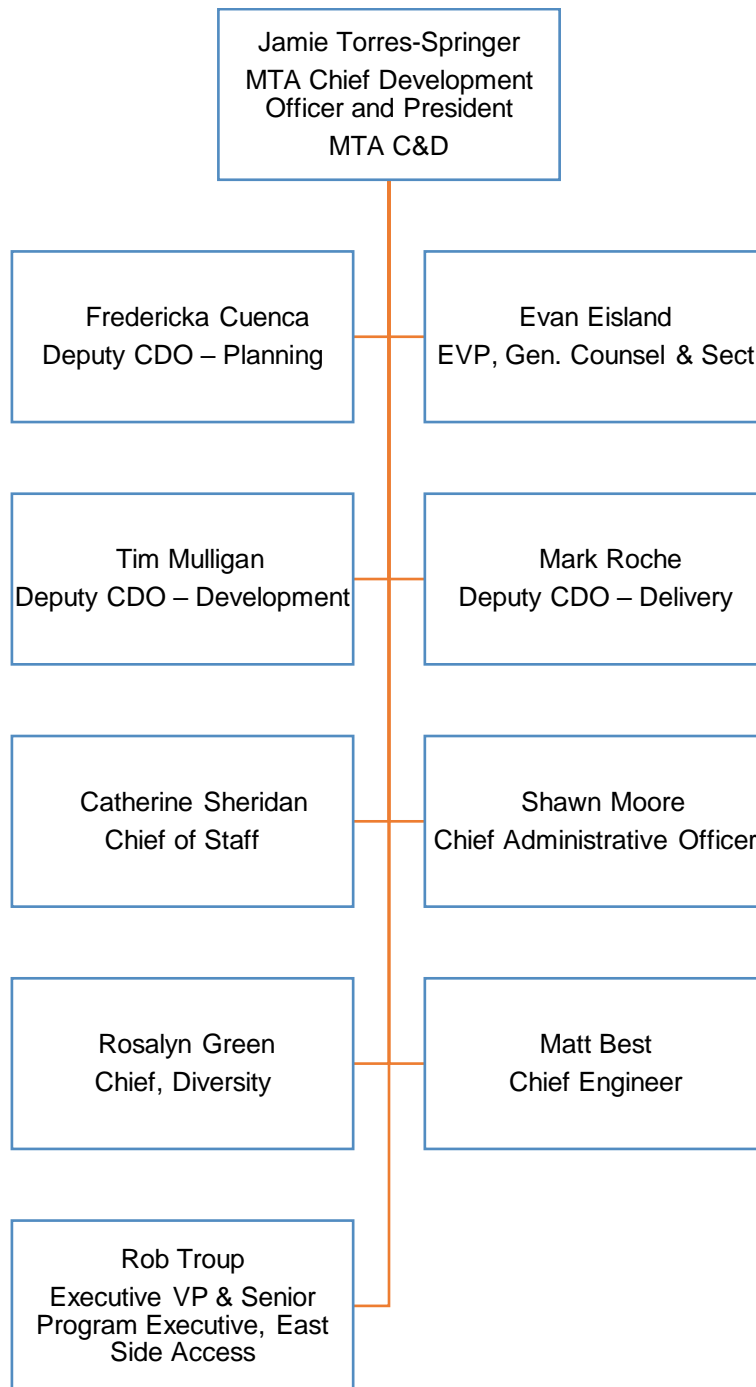 Jamie Torres-Springer
MTA Chief Development
Officer and President
MTA C&D
Fredericka Cuenca
Deputy CDO – Planning
Evan Eisland
EVP, Gen. Counsel & Sect
Tim Mulligan
Deputy CDO – Development
Mark Roche
Deputy CDO – Delivery
Catherine Sheridan
Chief of Staff
Shawn Moore
Chief Administrative Officer
Rosalyn Green
Chief, Diversity
Matt Best
Chief Engineer
Rob Troup
Executive VP & Senior
Program Executive, East
Side Access